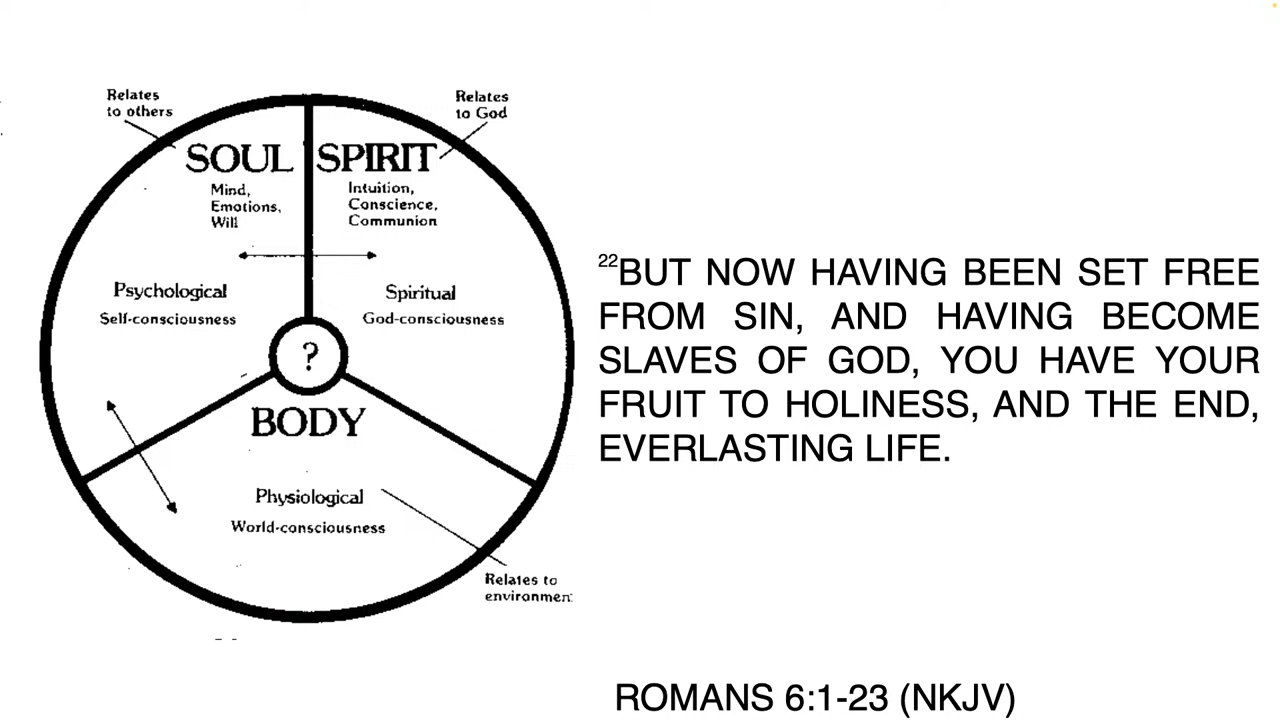 Relates
to others
Relates
to God
SOUL
SPIRIT
Mind,
Emotions,
Will
Intuition,
Conscience,
Communion
Psychological
Self-consciousness
Spiritual
God-consciousness
?
BODY
Physiological
World-consciousness
Relates to
environmen
22BUT NOW HAVING BEEN SET FREE
FROM SIN, AND HAVING BECOME
SLAVES OF GOD, YOU HAVE YOUR
FRUIT TO HOLINESS, AND THE END,
EVERLASTING LIFE.
ROMANS 6:1-23 (NKJV)